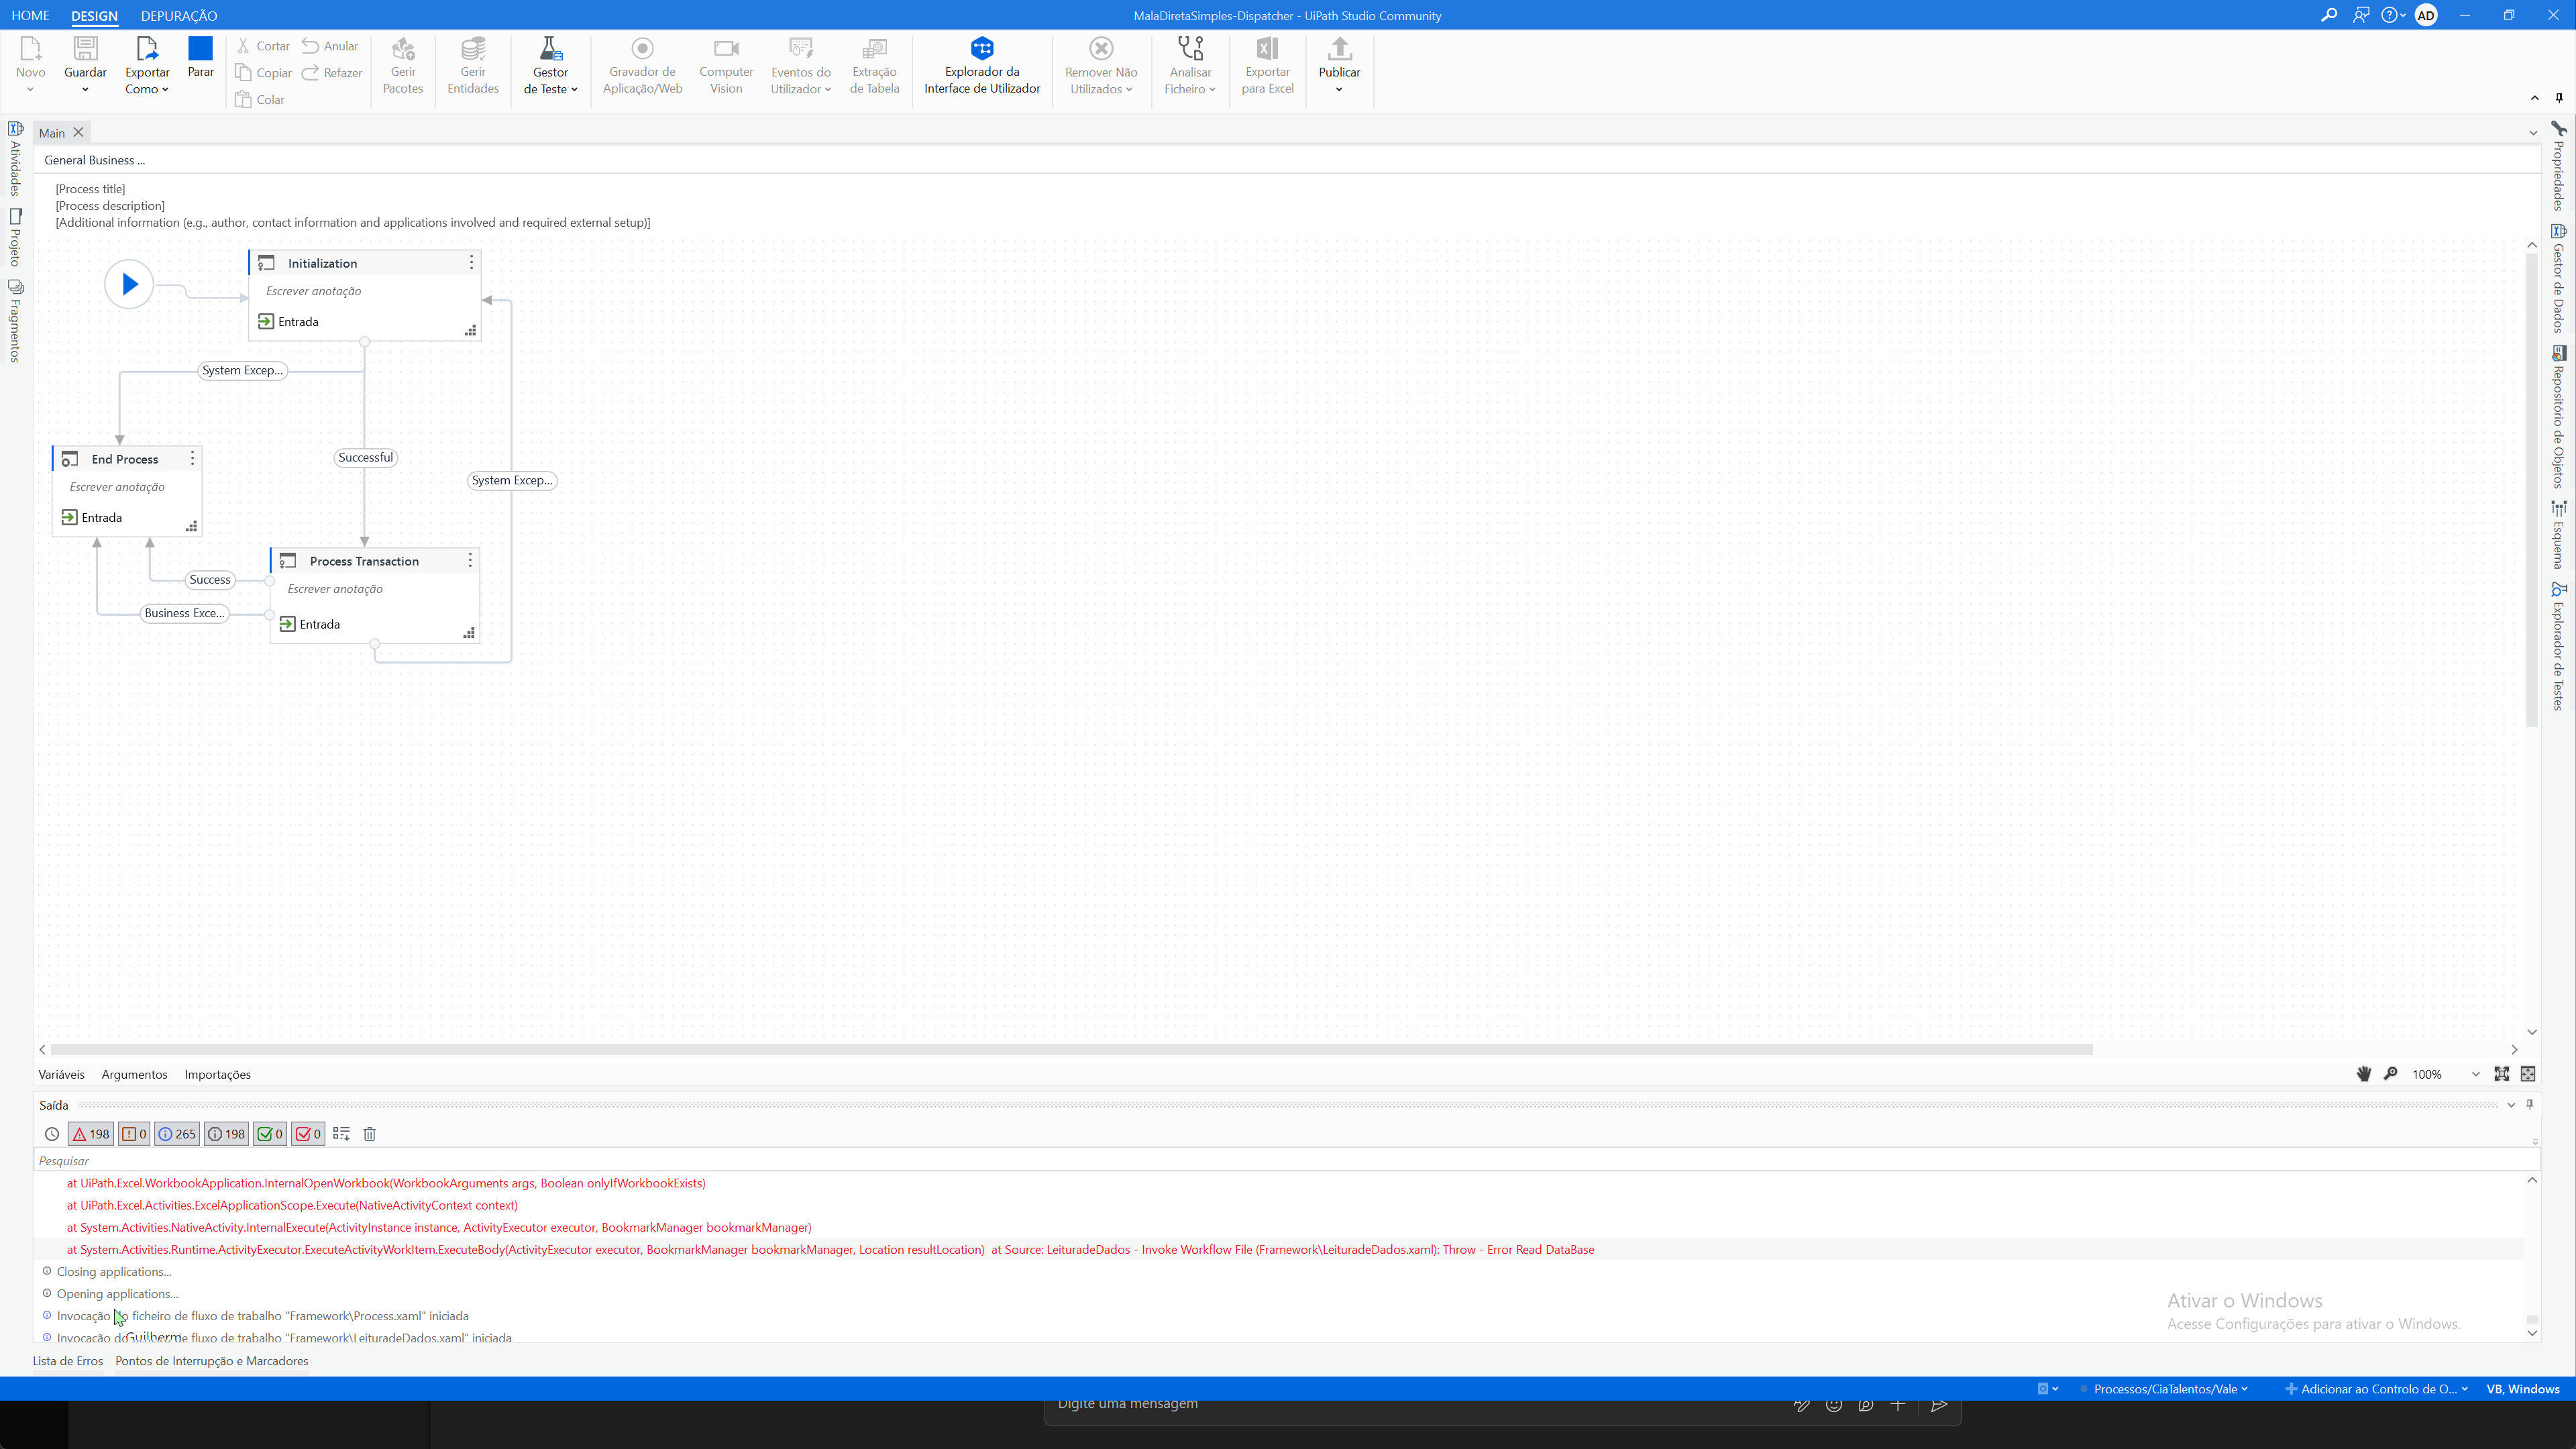 HOME DESIGN DEPURAÇÃO MalaDiretaSimples-Dispatcher - UiPath Studio Community AD
Novo Guardar Exportar Como Parar Cortar Copiar Colar Anular Refazer Gerir Pacotes Gerir Entidades Gestor de Teste Gravador de Aplicação/Web Computer Vision Eventos do Utilizador Extração de Tabela Explorador da Interface de Utilizador Remover Não Utilizados Analisar Ficheiro Exportar para Excel Publicar
Main
General Business ...
[Process title]
[Process description]
[Additional information (e.g., author, contact information and applications involved and required external setup)]
Initialization
Escrever anotação
Entrada
System Excep...
End Process
Escrever anotação
Entrada
Successful
System Excep...
Process Transaction
Escrever anotação
Entrada
Success
Business Exce...
Atividades
Projeto
Fragmentos
Propriedades
Gestor de Dados
Repositório de Objetos
Esquema
Explorador de Testes
Variáveis Argumentos Importações 100%
Saída
198 0 265 198 0 0
Pesquisar
at UiPath.Excel.WorkbookApplication.InternalOpenWorkbook(WorkbookArguments args, Boolean onlyIfWorkbookExists)
at UiPath.Excel.Activities.ExcelApplicationScope.Execute(NativeActivityContext context)
at System.Activities.NativeActivity.InternalExecute(ActivityInstance instance, ActivityExecutor executor, BookmarkManager bookmarkManager)
at System.Activities.Runtime.ActivityExecutor.ExecuteActivityWorkItem.ExecuteBody(ActivityExecutor executor, BookmarkManager bookmarkManager, Location resultLocation) at Source: LeituradeDados - Invoke Workflow File (Framework\LeituradeDados.xaml): Throw - Error Read DataBase
Closing applications...
Opening applications...
Invocação do ficheiro de fluxo de trabalho "Framework\Process.xaml" iniciada
Invocação de fluxo de trabalho "Framework\LeituradeDados.xaml" iniciada
Guilherm
Ativar o Windows
Acesse Configurações para ativar o Windows.
Lista de Erros Pontos de Interrupção e Marcadores
Processos/CiaTalentos/Vale Adicionar ao Controlo de O... VB, Windows
Digite uma mensagem